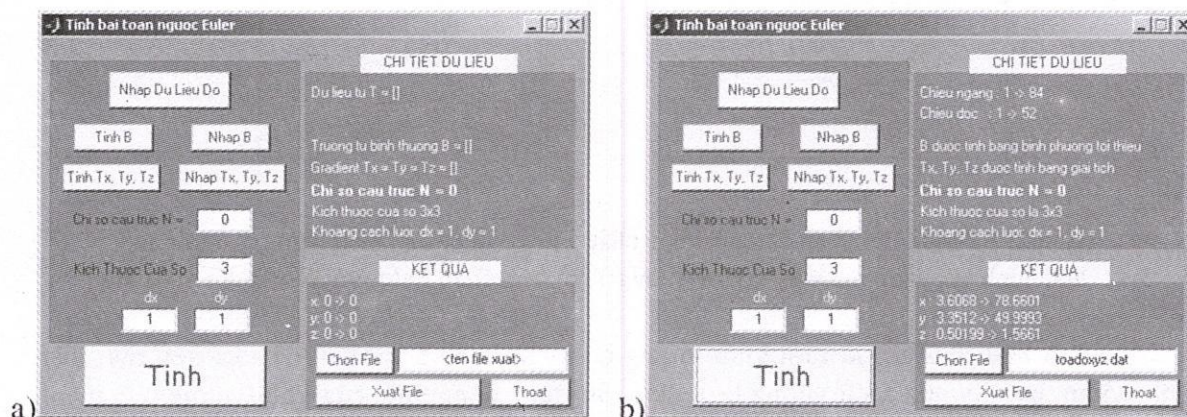 Tinh bai toan nguoc Euler
CHI TIET DU LIEU
Nhap Du Lieu Do
Du lieu tu T = []
Tinh B
Nhap B
Truong tu binh thuong B = []
Gradient Tx = Ty = Tz = []
Tinh Tx, Ty, Tz
Nhap Tx, Ty, Tz
Chi so cau truc N = 0
Chi so cau truc N =
0
Kich thuoc cua so 3x3
Khoang cach luoi: dx = 1, dy = 1
Kich Thuoc Cua So
3
KET QUA
dx
dy
1
1
x: 0 -> 0
y: 0 -> 0
z: 0 -> 0
Tinh
Chon File
<ten file xuat>
Xuat File
Thoat
a)
Tinh bai toan nguoc Euler
CHI TIET DU LIEU
Nhap Du Lieu Do
Chieu ngang : 1 -> 84
Chieu doc : 1 -> 52
Tinh B
Nhap B
B duoc tinh bang binh phuong toi thieu
Tx, Ty, Tz duoc tinh bang giai tich
Tinh Tx, Ty, Tz
Nhap Tx, Ty, Tz
Chi so cau truc N = 0
Chi so cau truc N =
0
Kich thuoc cua so la 3x3
Khoang cach luoi: dx = 1, dy = 1
Kich Thuoc Cua So
3
KET QUA
dx
dy
1
1
x : 3.6068 -> 78.6601
y : 3.3512 -> 49.9993
z : 0.50199 -> 1.5661
Tinh
Chon File
toadoxyz.dat
Xuat File
Thoat
b)